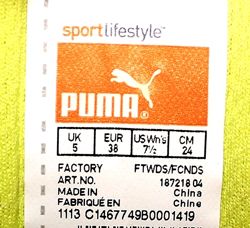 sportlifestyle™
PUMA
UK EUR US Wn's CM
5 38 7½ 24
FACTORY FTWDS/FCNDS
ART.NO. 187218 04
MADE IN China
FABRIQUÉ EN Chine
1113 C1467749B0001419